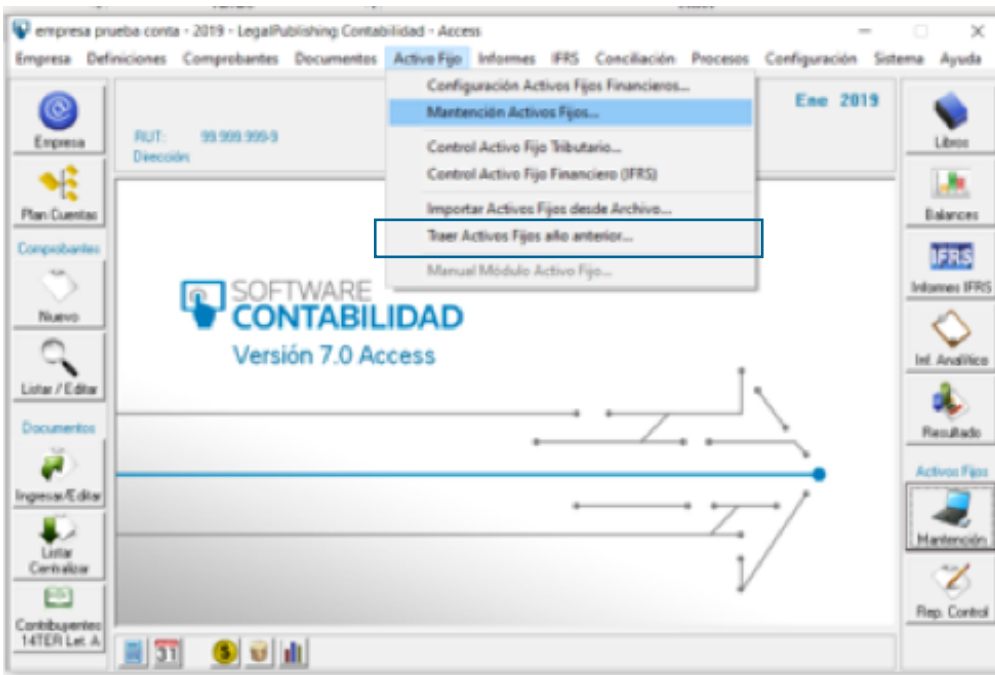 empresa prueba conta - 2019 - LegalPublishing Contabilidad - Access
Empresa Definiciones Comprobantes Documentos Activo Fijo Informes IFRS Conciliación Procesos Configuración Sistema Ayuda
Configuración Activos Fijos Financieros...
Mantención Activos Fijos...
Control Activo Fijo Tributario...
Control Activo Fijo Financiero (IFRS)
Importar Activos Fijos desde Archivo...
Traer Activos Fijos año anterior...
Manual Módulo Activo Fijo...
Ene 2019
RUT: 99.999.999-9
Dirección:
Empresa
Plan Cuentas
Comprobantes
Nuevo
Listar / Editar
Documentos
Ingresar/Editar
Listar
Centralizar
Contribuyentes
14TER Let. A
SOFTWARE
CONTABILIDAD
Versión 7.0 Access
Libros
Balances
IFRS
Informes IFRS
Inf. Analítico
Resultado
Activos Fijos
Mantención
Rep. Control
31
$